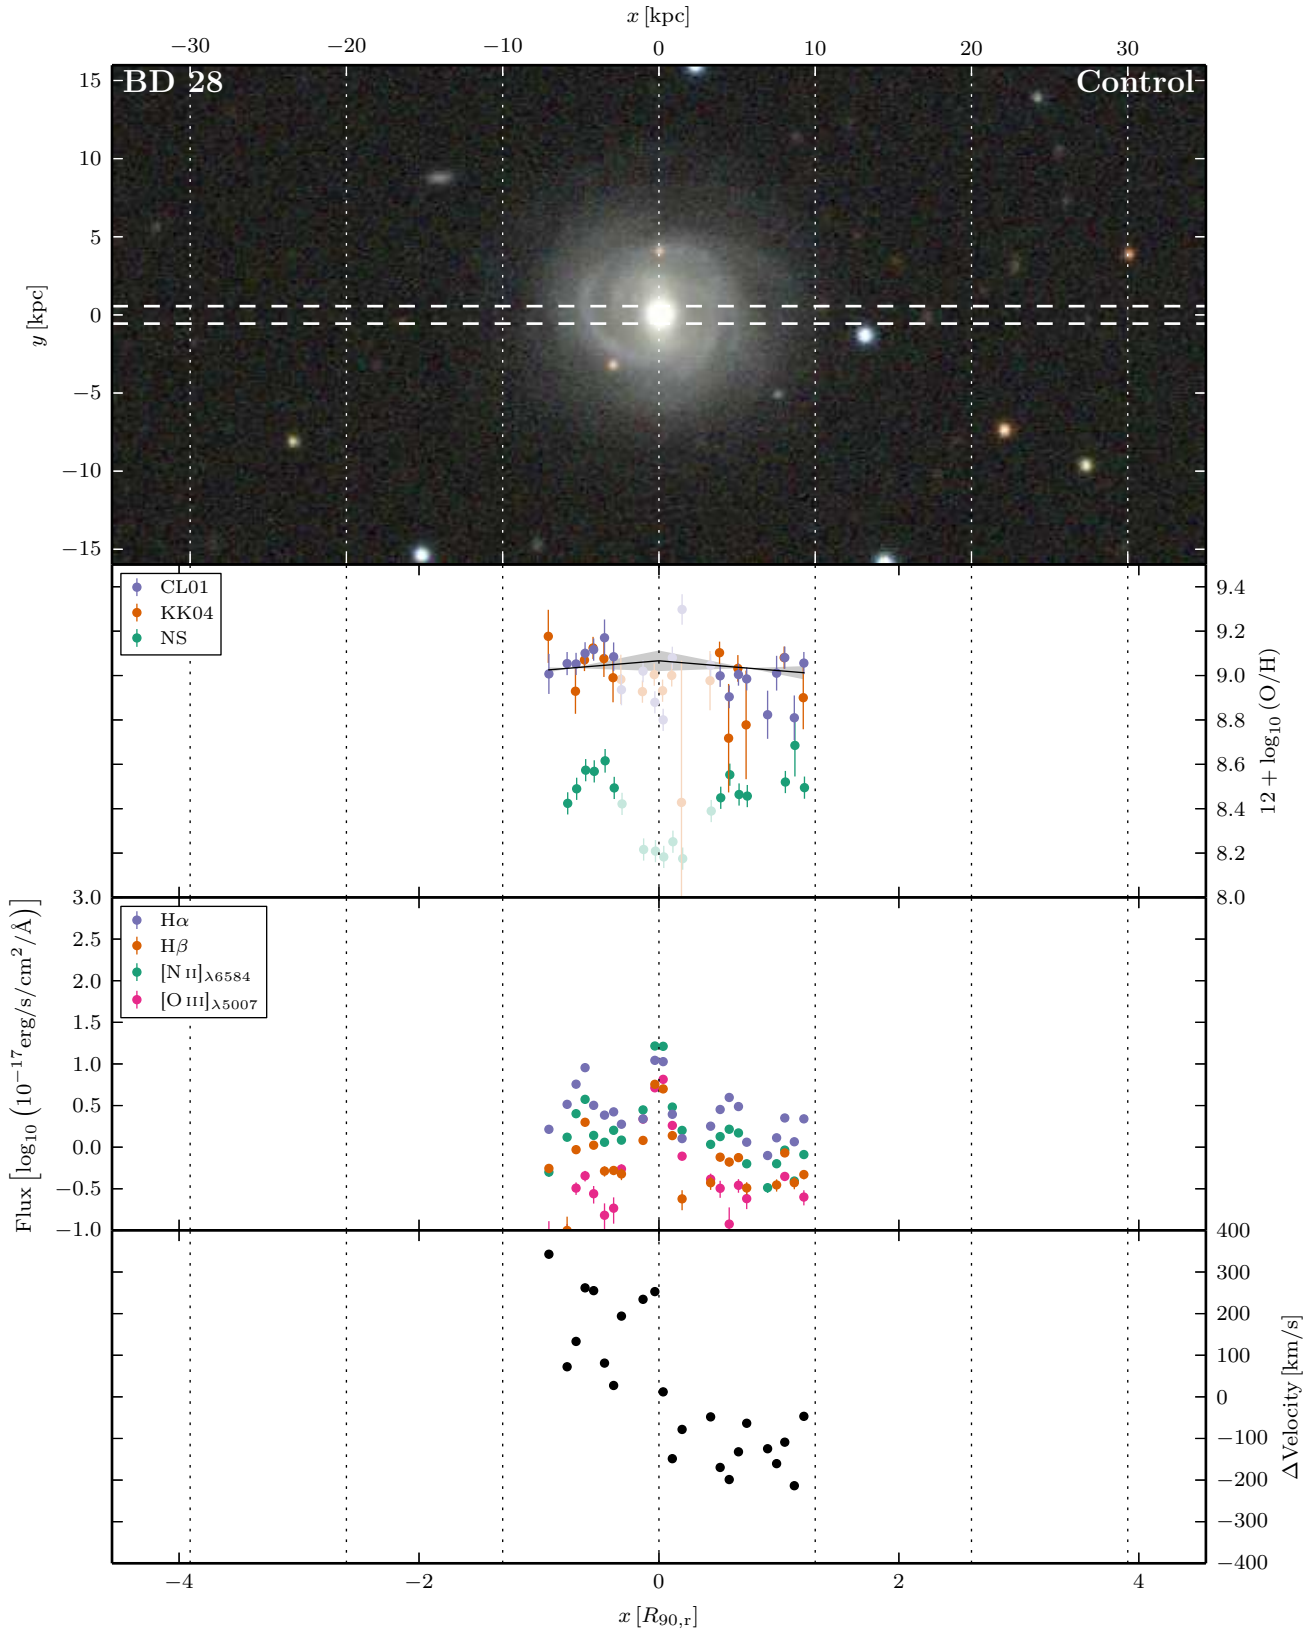 x [kpc]
−30 −20 −10 0 10 20 30
BD 28 Control
15
10
5
0
−5
−10
−15
y [kpc]
CL01
KK04
NS
9.4
9.2
9.0
8.8
8.6
8.4
8.2
8.0
12 + log₁₀ (O/H)
Hα
Hβ
[N II]λ6584
[O III]λ5007
3.0
2.5
2.0
1.5
1.0
0.5
0.0
−0.5
−1.0
Flux [log₁₀ (10⁻¹⁷erg/s/cm²/Å)]
400
300
200
100
0
−100
−200
−300
−400
ΔVelocity [km/s]
−4 −2 0 2 4
x [R₉₀,ᵣ]